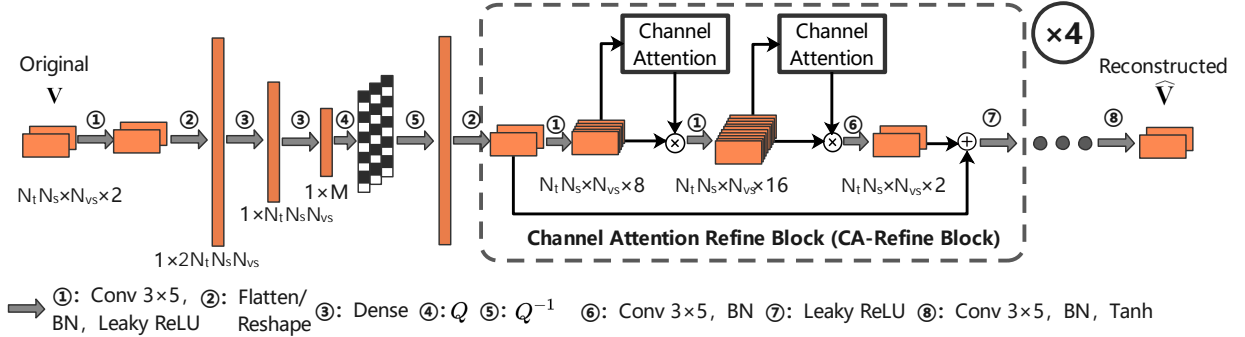 Original
V
① ② ③ ③ ④ ⑤ ②
NₜNₛ×Nᵥₛ×2
1×2NₜNₛNᵥₛ
1×NₜNₛNᵥₛ
1×M
Channel
Attention
Channel
Attention
① × ① × ⑥ + ⑦ ⑧
NₜNₛ×Nᵥₛ×8
NₜNₛ×Nᵥₛ×16
NₜNₛ×Nᵥₛ×2
Channel Attention Refine Block (CA-Refine Block)
×4
Reconstructed
V̂
①: Conv 3×5,
BN, Leaky ReLU
②: Flatten/
Reshape
③: Dense ④: Q ⑤: Q⁻¹ ⑥: Conv 3×5, BN ⑦: Leaky ReLU ⑧: Conv 3×5, BN, Tanh